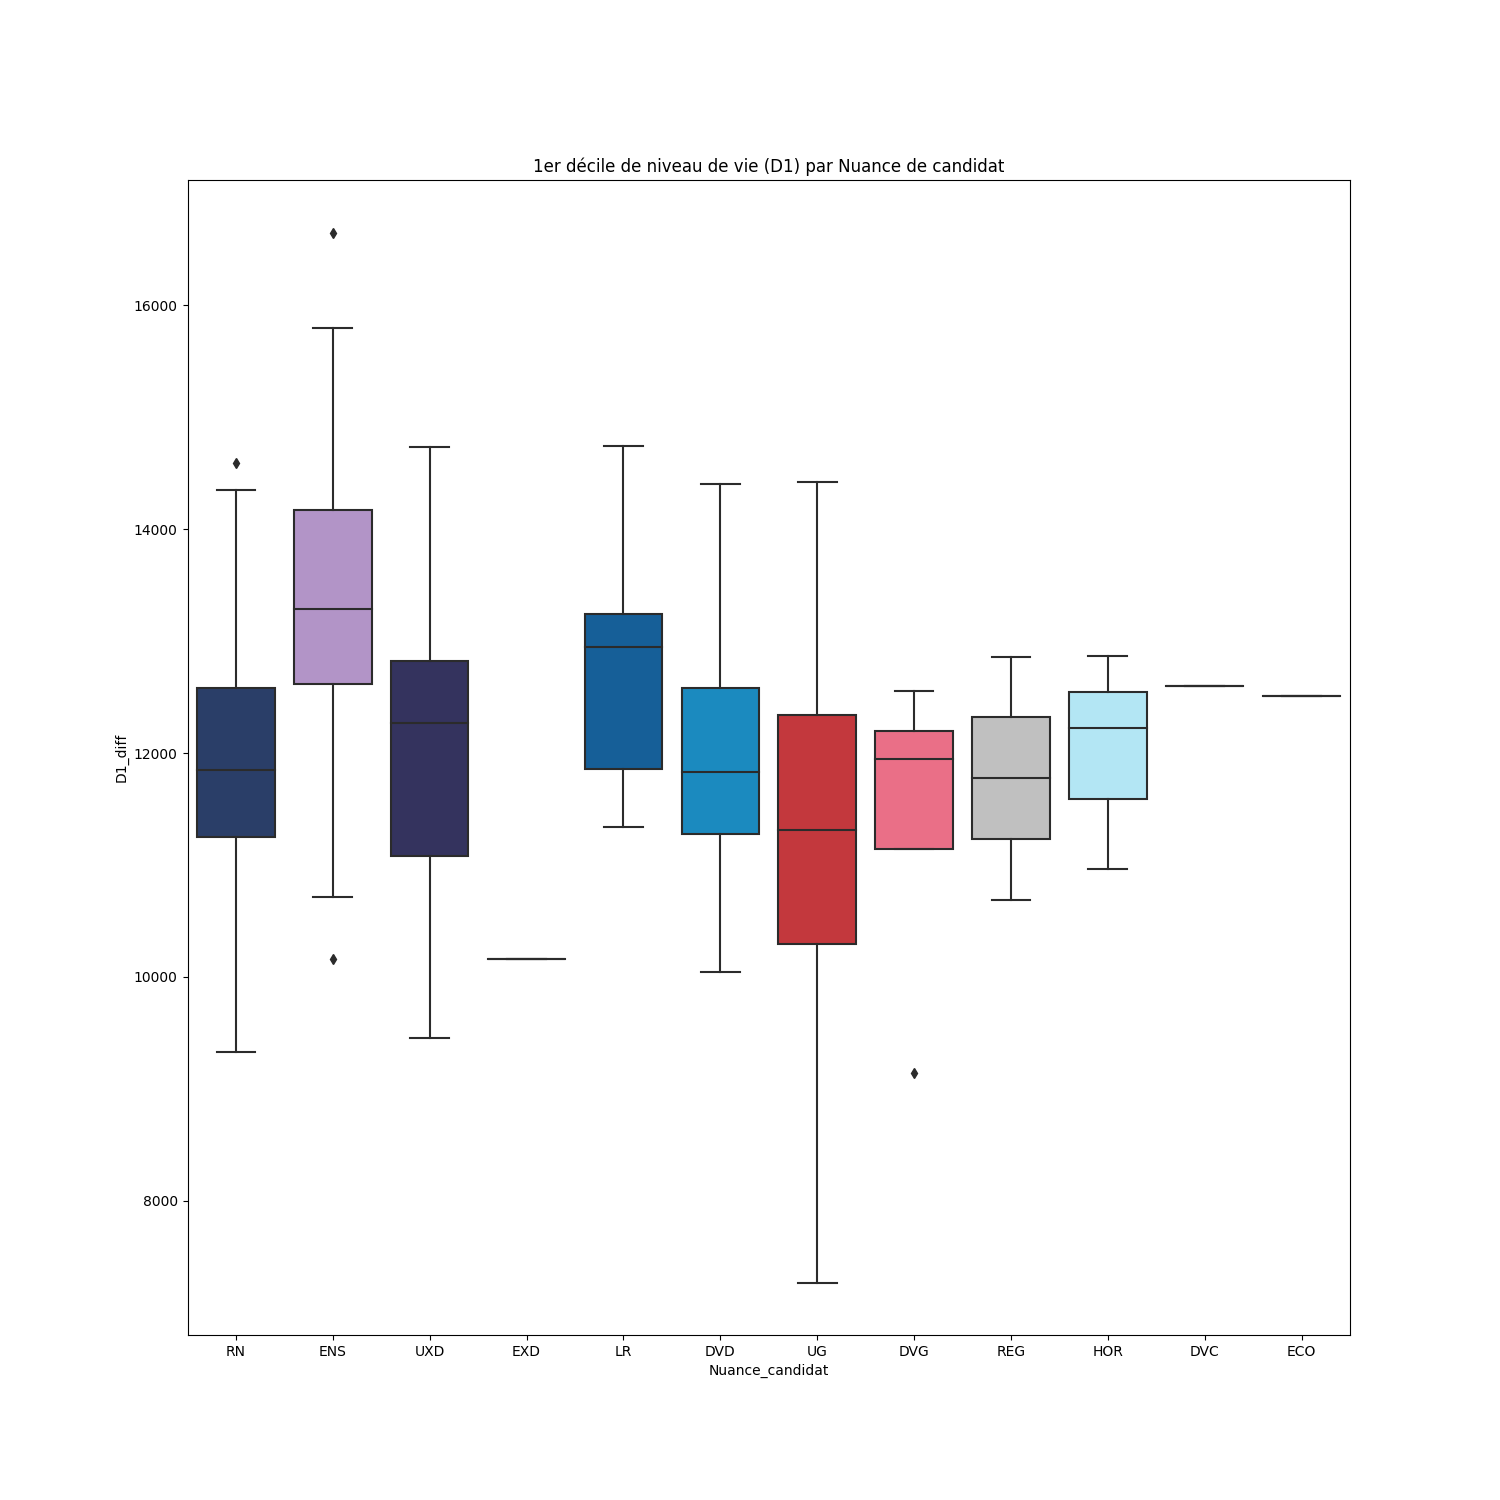 1er décile de niveau de vie (D1) par Nuance de candidat
16000
14000
12000
10000
8000
D1_diff
RN ENS UXD EXD LR DVD UG DVG REG HOR DVC ECO
Nuance_candidat